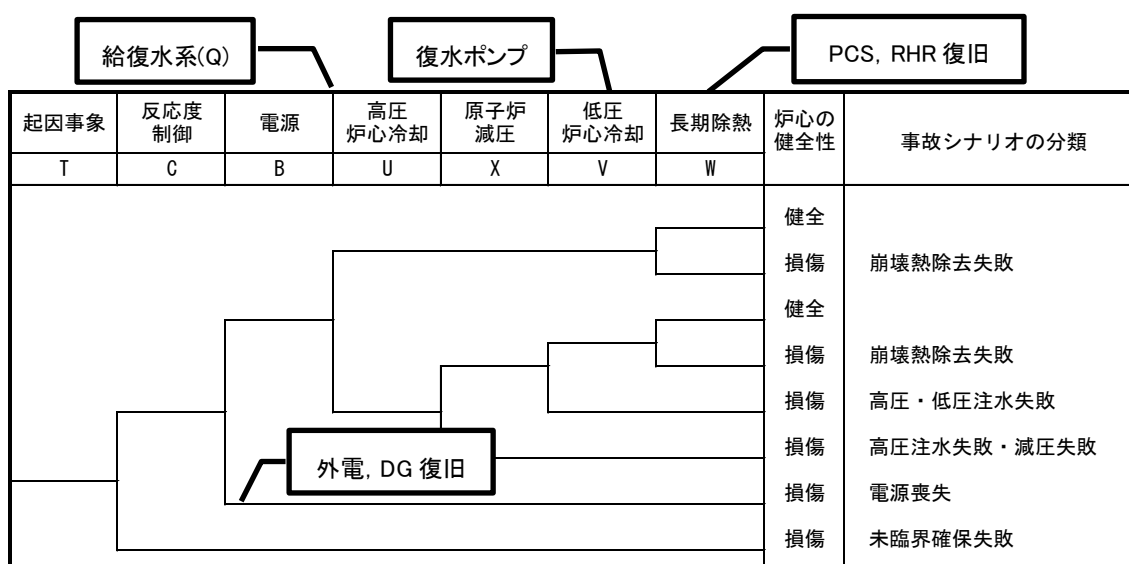 給復水系(Q)
復水ポンプ
PCS, RHR 復旧
起因事象
反応度
制御
電源
高圧
炉心冷却
原子炉
減圧
低圧
炉心冷却
長期除熱
炉心の
健全性
事故シナリオの分類
T
C
B
U
X
V
W
健全
損傷 崩壊熱除去失敗
健全
損傷 崩壊熱除去失敗
損傷 高圧・低圧注水失敗
損傷 高圧注水失敗・減圧失敗
外電, DG 復旧
損傷 電源喪失
損傷 未臨界確保失敗